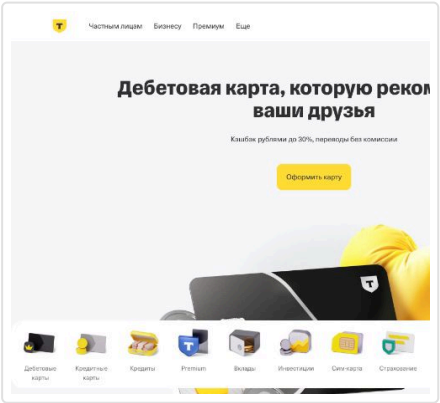 Т
Частным лицам Бизнесу Премиум Еще
Дебетовая карта, которую реком
ваши друзья
Кэшбэк рублями до 30%, переводы без комиссии
Оформить карту
Т
Т
Дебетовые карты
Кредитные карты
Кредиты
Premium
Вклады
Инвестиции
Сим-карта
Страхование